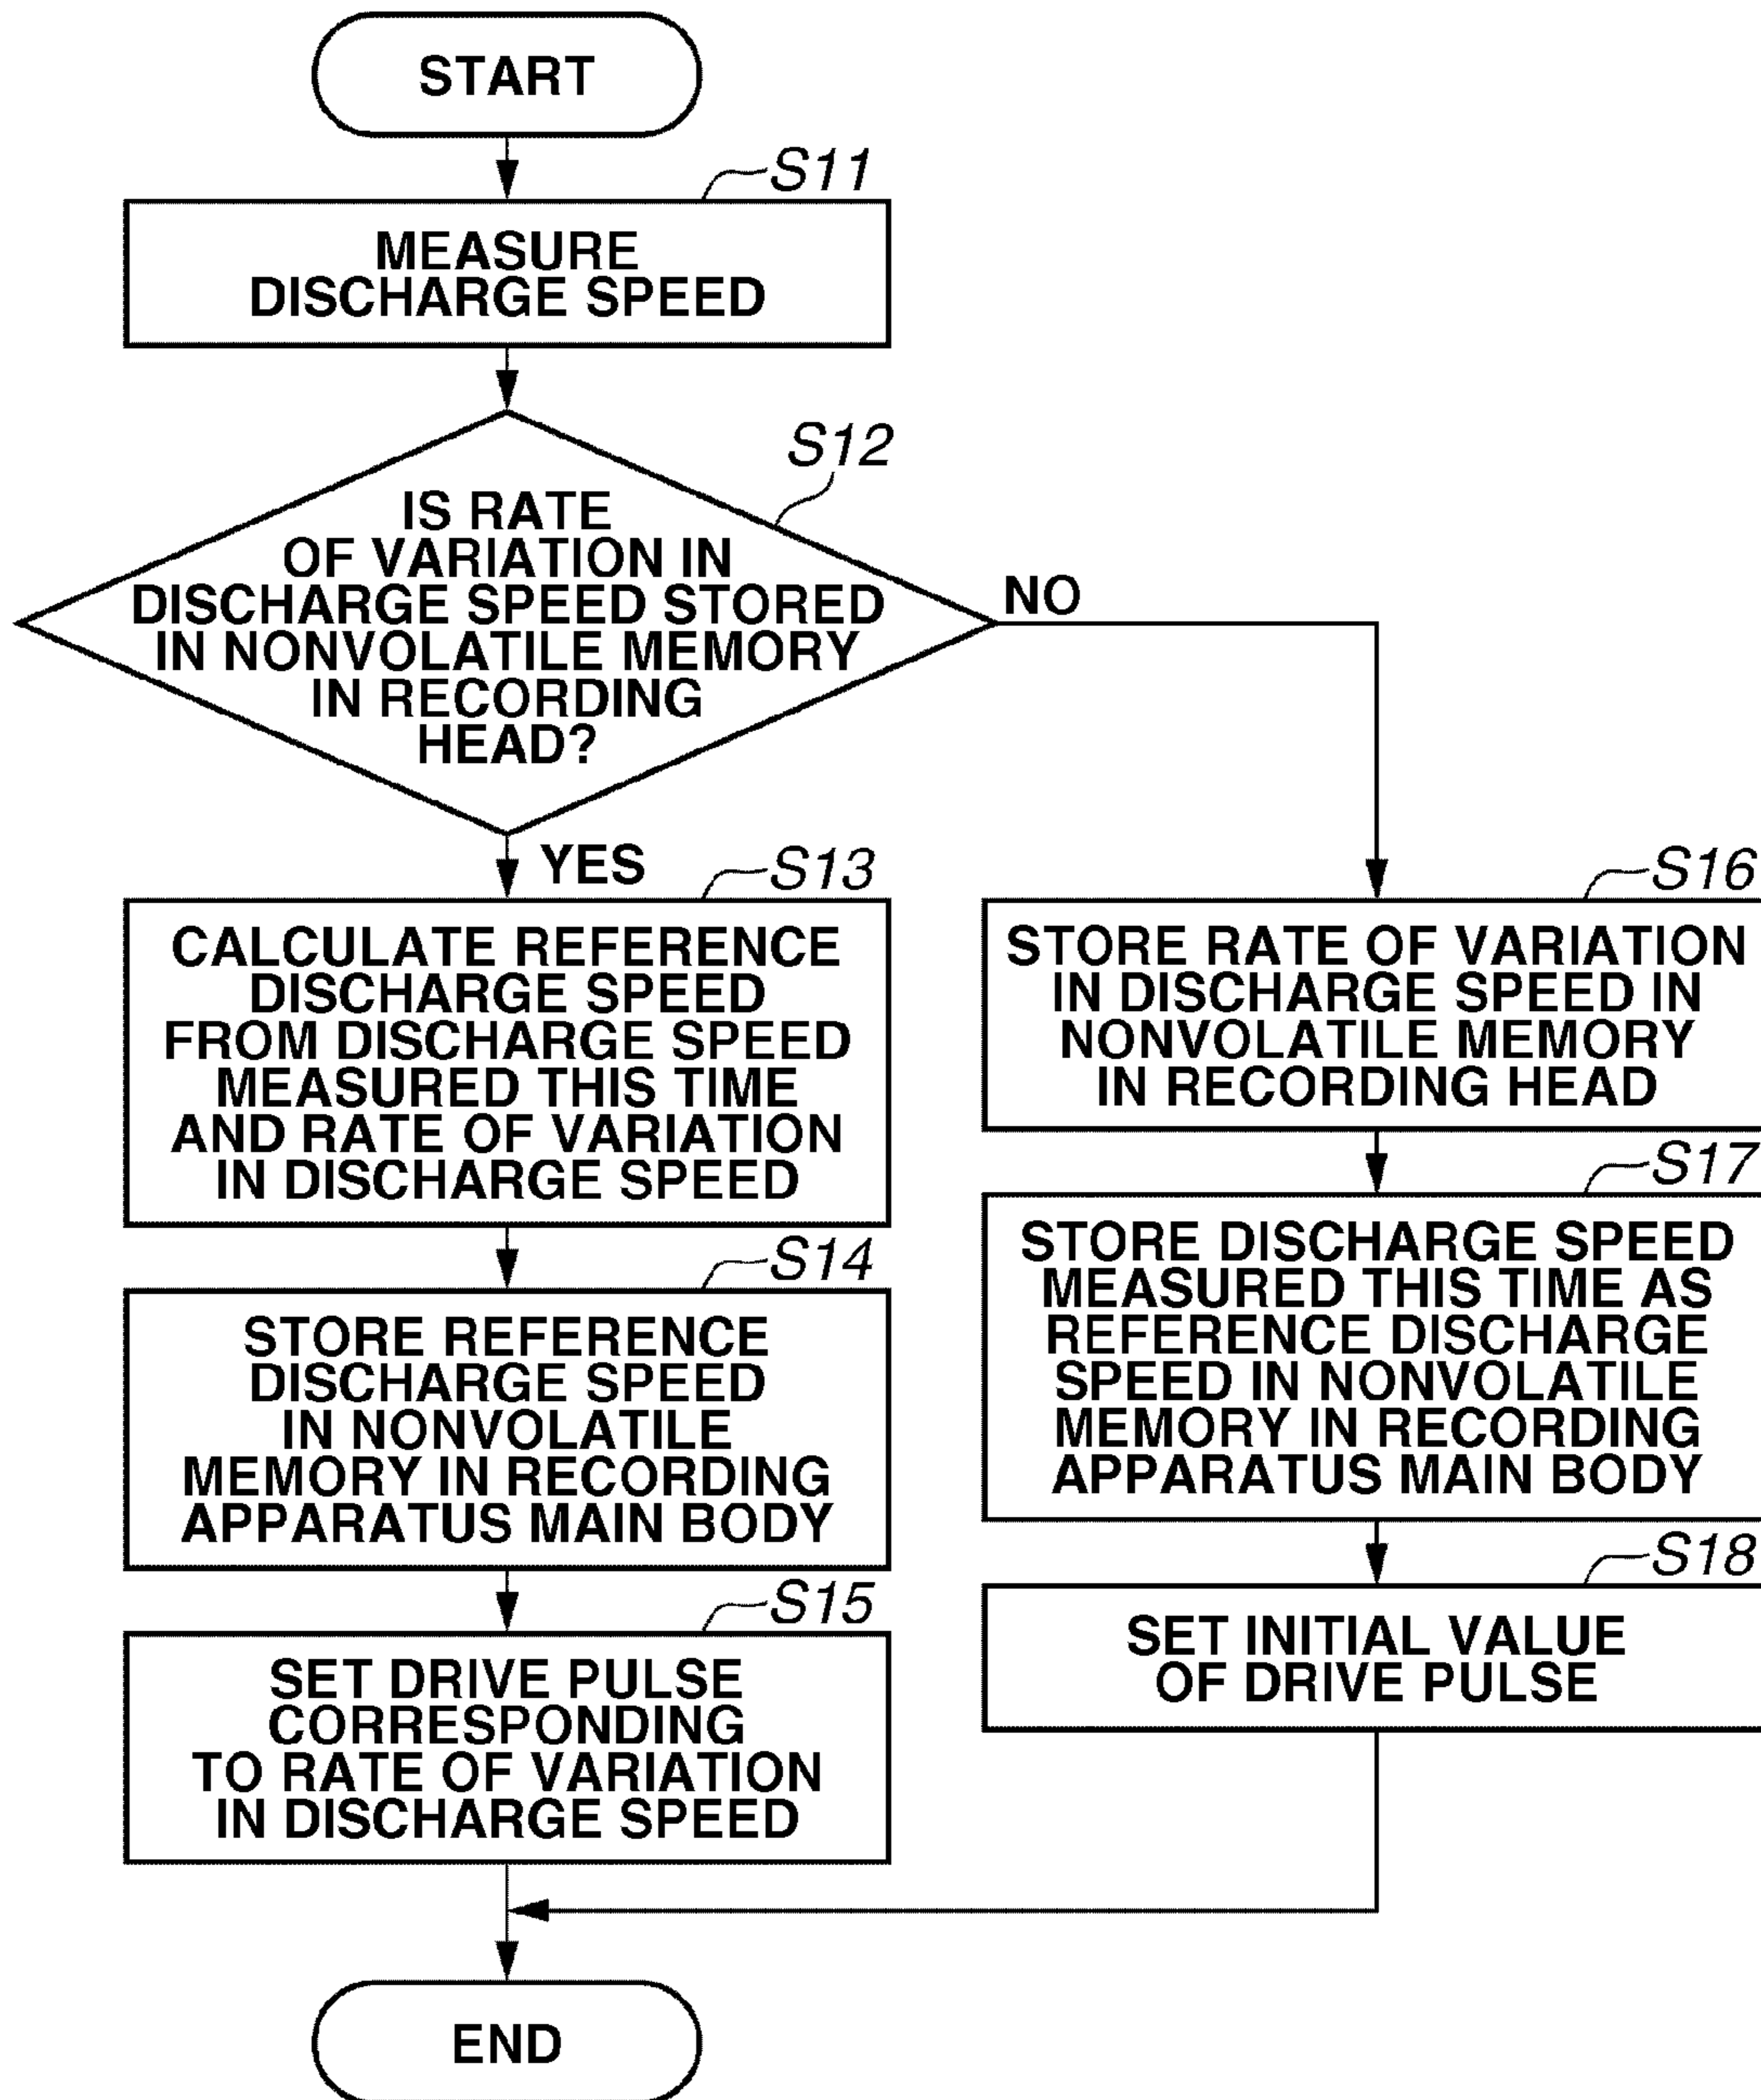 START
S11
MEASURE
DISCHARGE SPEED
S12
IS RATE
OF VARIATION IN
DISCHARGE SPEED STORED
IN NONVOLATILE MEMORY
IN RECORDING
HEAD?
NO
YES
S13
CALCULATE REFERENCE
DISCHARGE SPEED
FROM DISCHARGE SPEED
MEASURED THIS TIME
AND RATE OF VARIATION
IN DISCHARGE SPEED
S14
STORE REFERENCE
DISCHARGE SPEED
IN NONVOLATILE
MEMORY IN RECORDING
APPARATUS MAIN BODY
S15
SET DRIVE PULSE
CORRESPONDING
TO RATE OF VARIATION
IN DISCHARGE SPEED
S16
STORE RATE OF VARIATION
IN DISCHARGE SPEED IN
NONVOLATILE MEMORY
IN RECORDING HEAD
S17
STORE DISCHARGE SPEED
MEASURED THIS TIME AS
REFERENCE DISCHARGE
SPEED IN NONVOLATILE
MEMORY IN RECORDING
APPARATUS MAIN BODY
S18
SET INITIAL VALUE
OF DRIVE PULSE
END